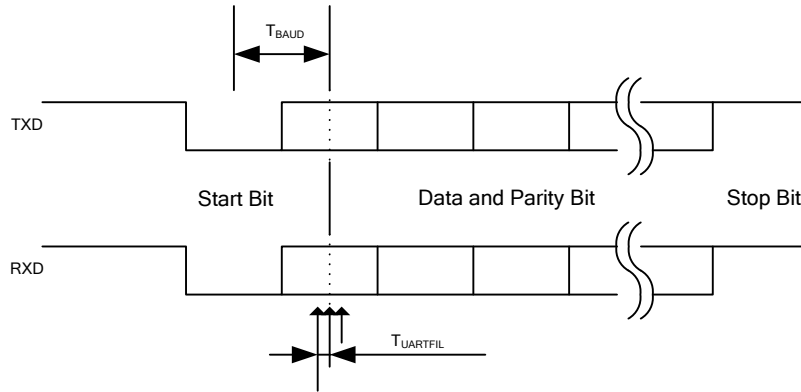 TBAUD
TXD
Start Bit
Data and Parity Bit
Stop Bit
RXD
TUARTFIL